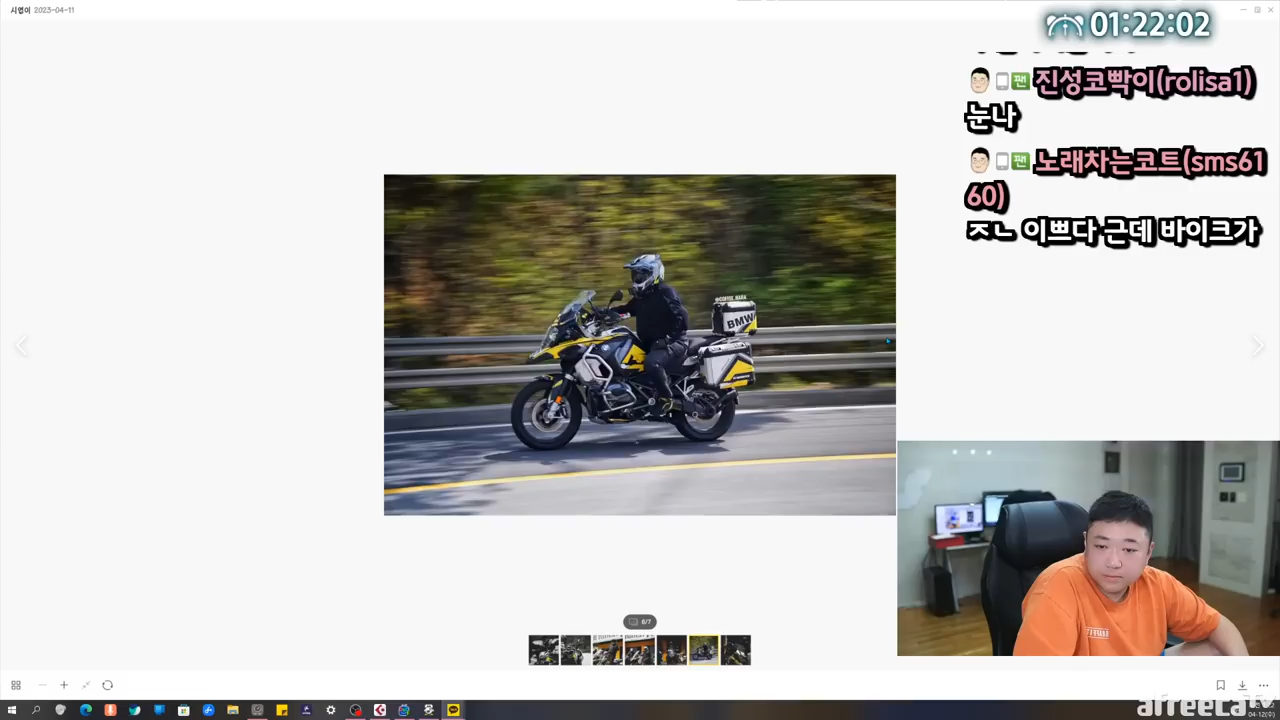 시엽이 2023-04-11
01:22:02
진성코빡이(rolisa1)
눈나
노래차는코트(sms61
60)
ㅈㄴ 이쁘다 근데 바이크가
BMW
6/7
afreecaTV